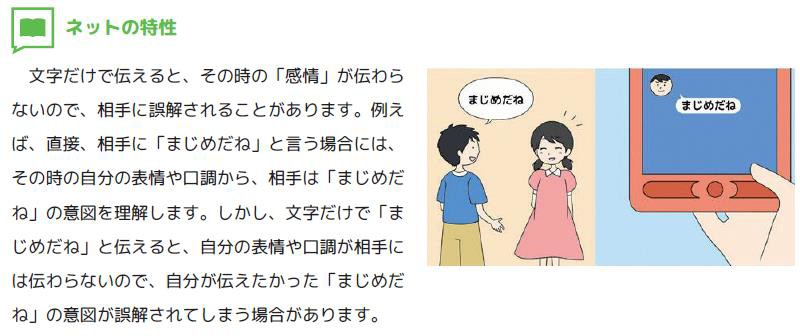 ネットの特性
文字だけで伝えると、その時の「感情」が伝わら
ないので、相手に誤解されることがあります。例え
ば、直接、相手に「まじめだね」と言う場合には、
その時の自分の表情や口調から、相手は「まじめだ
ね」の意図を理解します。しかし、文字だけで「ま
じめだね」と伝えると、自分の表情や口調が相手に
は伝わらないので、自分が伝えたかった「まじめだ
ね」の意図が誤解されてしまう場合があります。
まじめだね
まじめだね